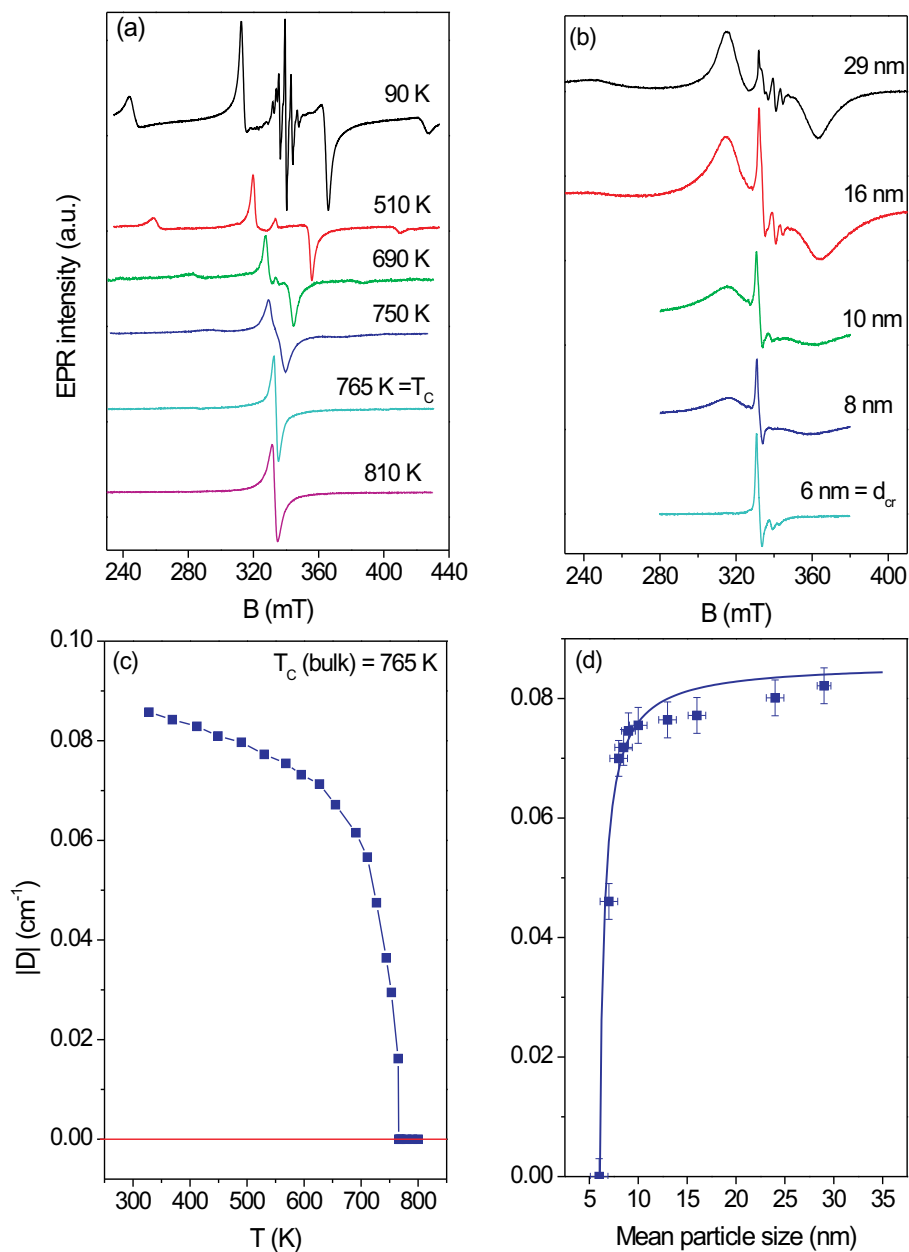 (a)
90 K
510 K
690 K
750 K
765 K =T_C
810 K
EPR intensity (a.u.)
240 280 320 360 400 440
B (mT)
(b)
29 nm
16 nm
10 nm
8 nm
6 nm = d_cr
240 280 320 360 400
B (mT)
(c)
T_C (bulk) = 765 K
0.10
0.08
0.06
0.04
0.02
0.00
|D| (cm⁻¹)
300 400 500 600 700 800
T (K)
(d)
0.08
0.06
0.04
0.02
0.00
5 10 15 20 25 30 35
Mean particle size (nm)